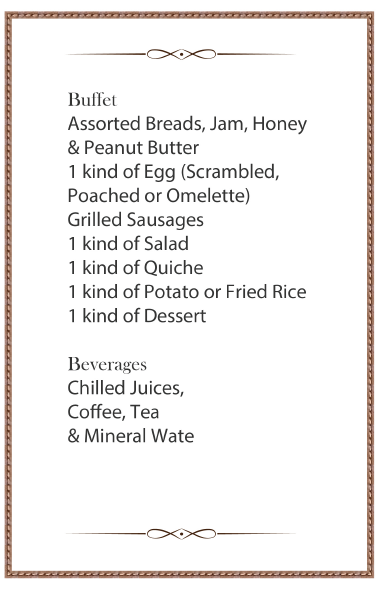 Buffet
Assorted Breads, Jam, Honey
& Peanut Butter
1 kind of Egg (Scrambled,
Poached or Omelette)
Grilled Sausages
1 kind of Salad
1 kind of Quiche
1 kind of Potato or Fried Rice
1 kind of Dessert
Beverages
Chilled Juices,
Coffee, Tea
& Mineral Wate